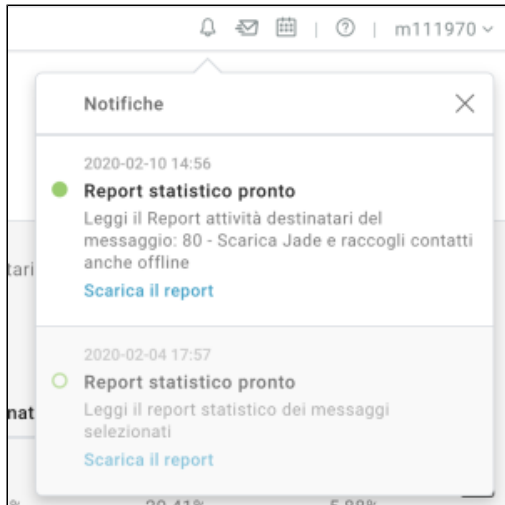 m111970
Notifiche
2020-02-10 14:56
Report statistico pronto
Leggi il Report attività destinatari del
messaggio: 80 - Scarica Jade e raccogli contatti
anche offline
tari
Scarica il report
2020-02-04 17:57
Report statistico pronto
nat
Leggi il report statistico dei messaggi
selezionati
Scarica il report